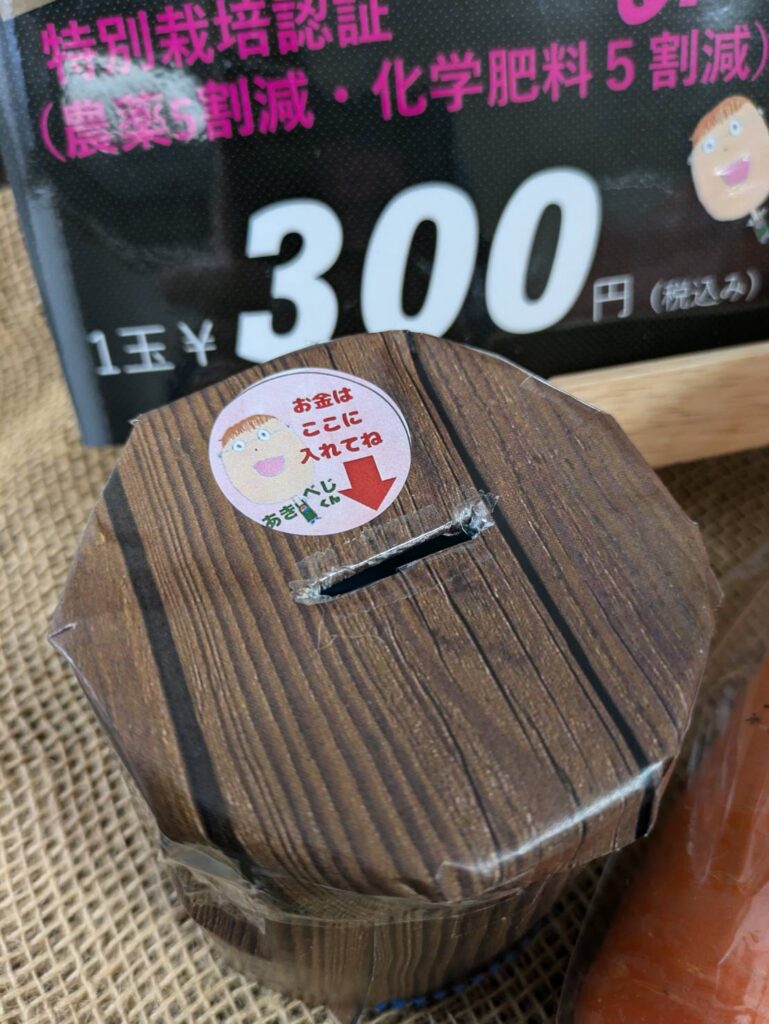 特別栽培認証
（農薬5割減・化学肥料５割減）
1玉￥300円（税込み）
お金は
ここに
入れてね
あきベじ
くん